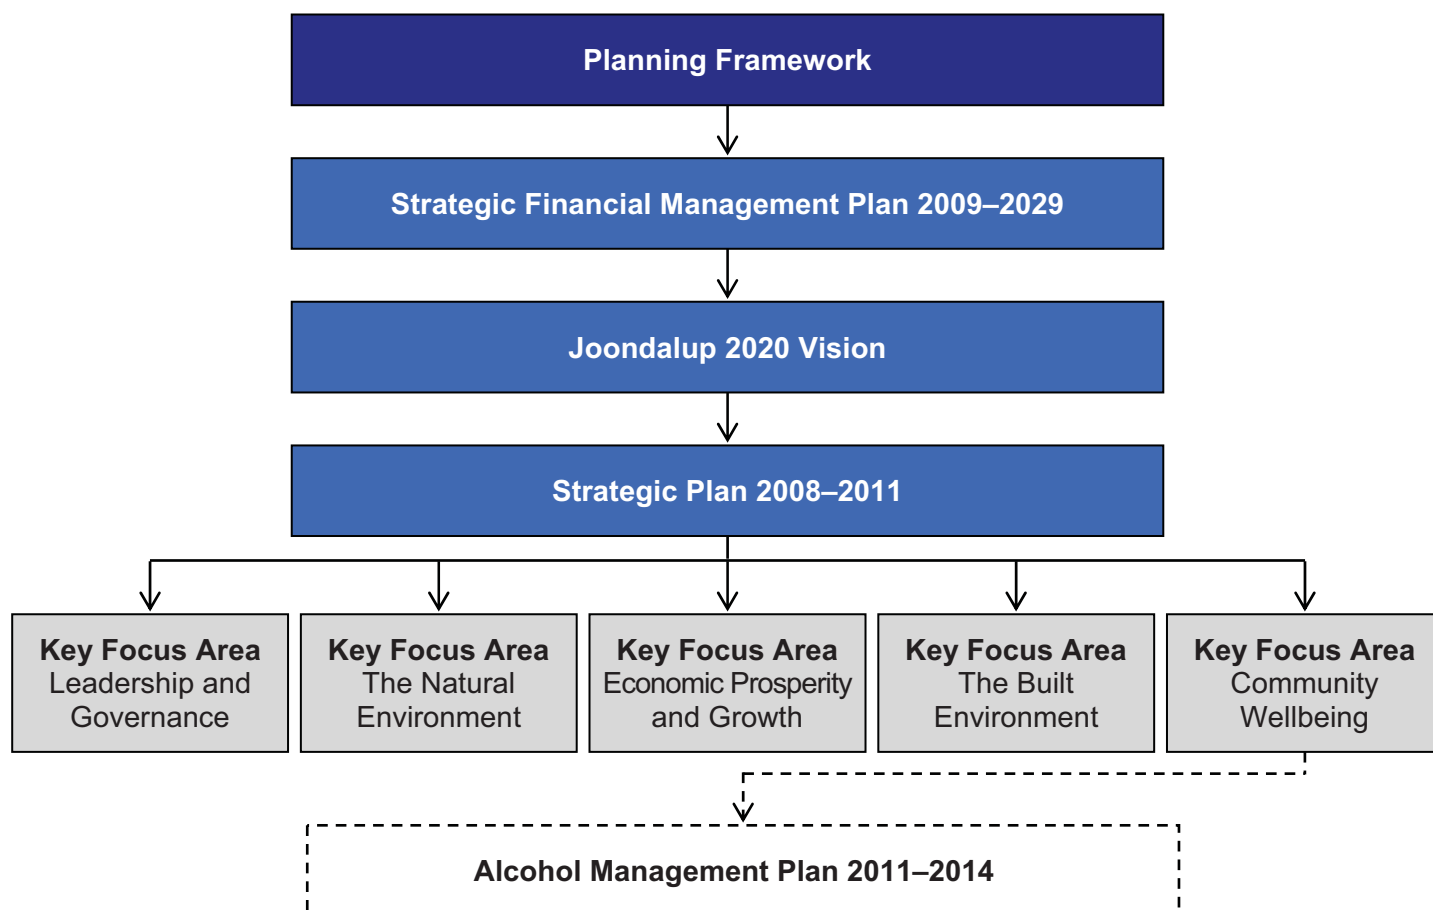 Planning Framework
Strategic Financial Management Plan 2009–2029
Joondalup 2020 Vision
Strategic Plan 2008–2011
Key Focus Area
Leadership and
Governance
Key Focus Area
The Natural
Environment
Key Focus Area
Economic Prosperity
and Growth
Key Focus Area
The Built
Environment
Key Focus Area
Community
Wellbeing
Alcohol Management Plan 2011–2014